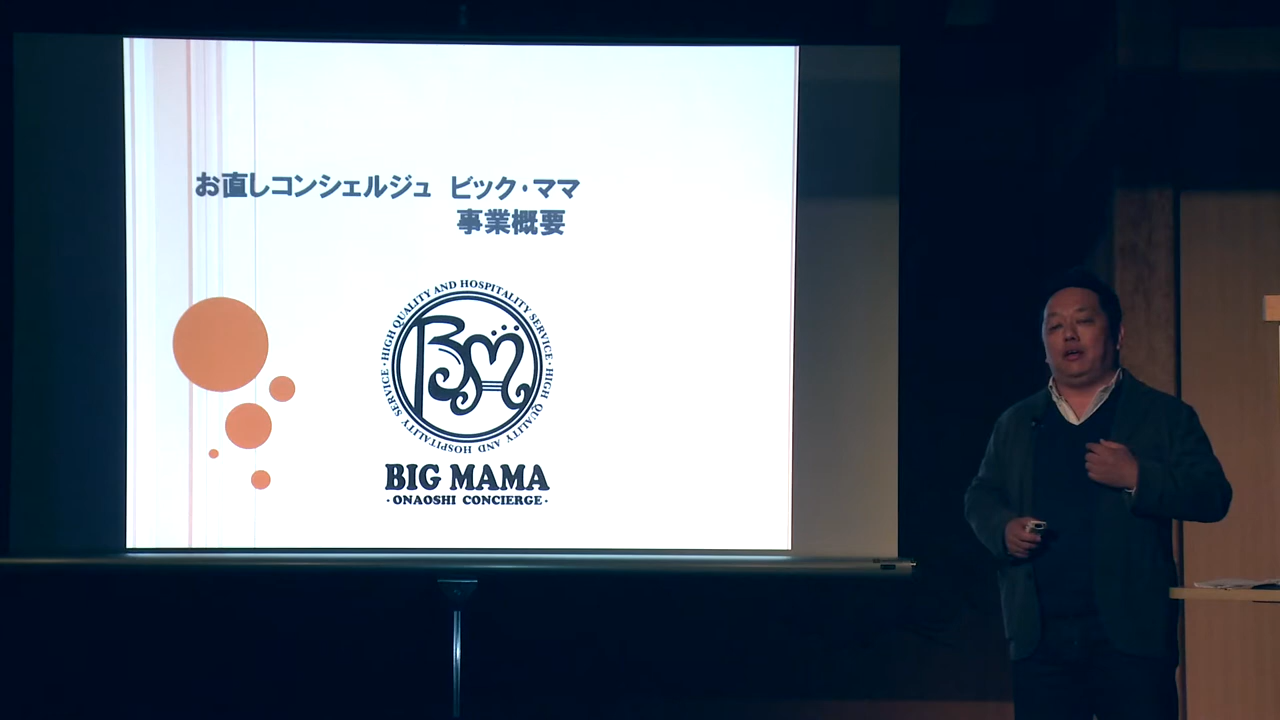 お直しコンシェルジュ ビック・ママ
事業概要
HIGH QUALITY AND HOSPITALITY SERVICE · HIGH QUALITY AND HOSPITALITY SERVICE ·
BM
BIG MAMA
· ONAOSHI CONCIERGE ·